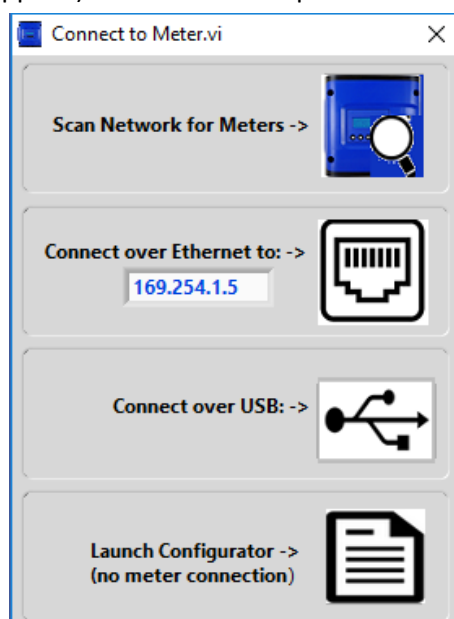 Connect to Meter.vi
Scan Network for Meters ->
Connect over Ethernet to: ->
169.254.1.5
Connect over USB: ->
Launch Configurator ->
(no meter connection)